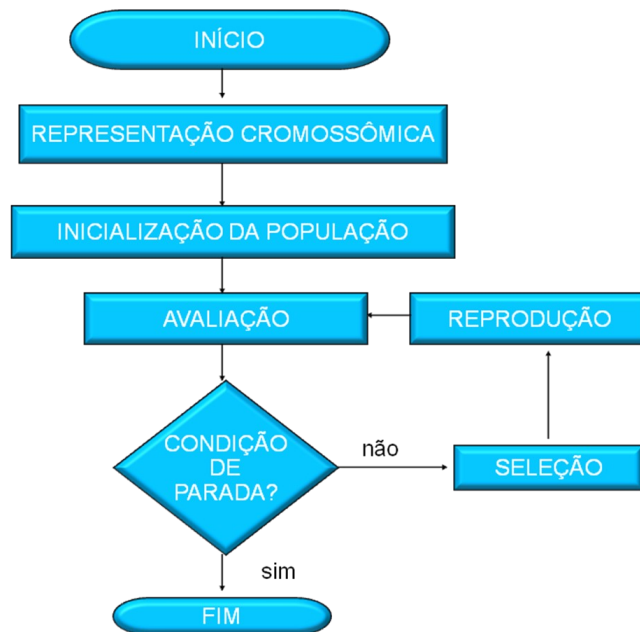 INÍCIO
REPRESENTAÇÃO CROMOSSÔMICA
INICIALIZAÇÃO DA POPULAÇÃO
AVALIAÇÃO
REPRODUÇÃO
CONDIÇÃO
DE
PARADA?
não
SELEÇÃO
sim
FIM